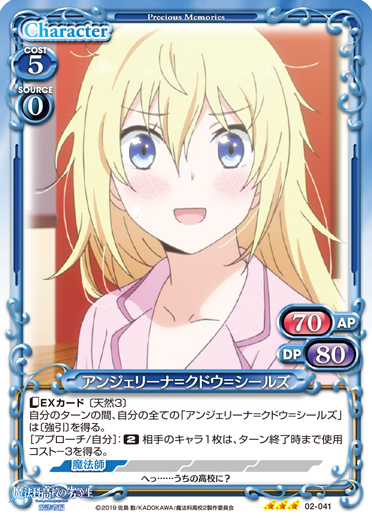 Precious Memories
Character
COST
5
SOURCE
0
70 AP
DP 80
アンジェリーナ=クドウ=シールズ
EXカード [天然3]
自分のターンの間、自分の全ての「アンジェリーナ=クドウ=シールズ」
は〔強引〕を得る。
[アプローチ/自分]:2 相手のキャラ1枚は、ターン終了時まで使用
コスト-3を得る。
魔法師
へっ……うちの高校に?
魔法科高校の劣等生
来訪者編
02-041
©2019 佐島 勤/KADOKAWA/魔法科高校2製作委員会